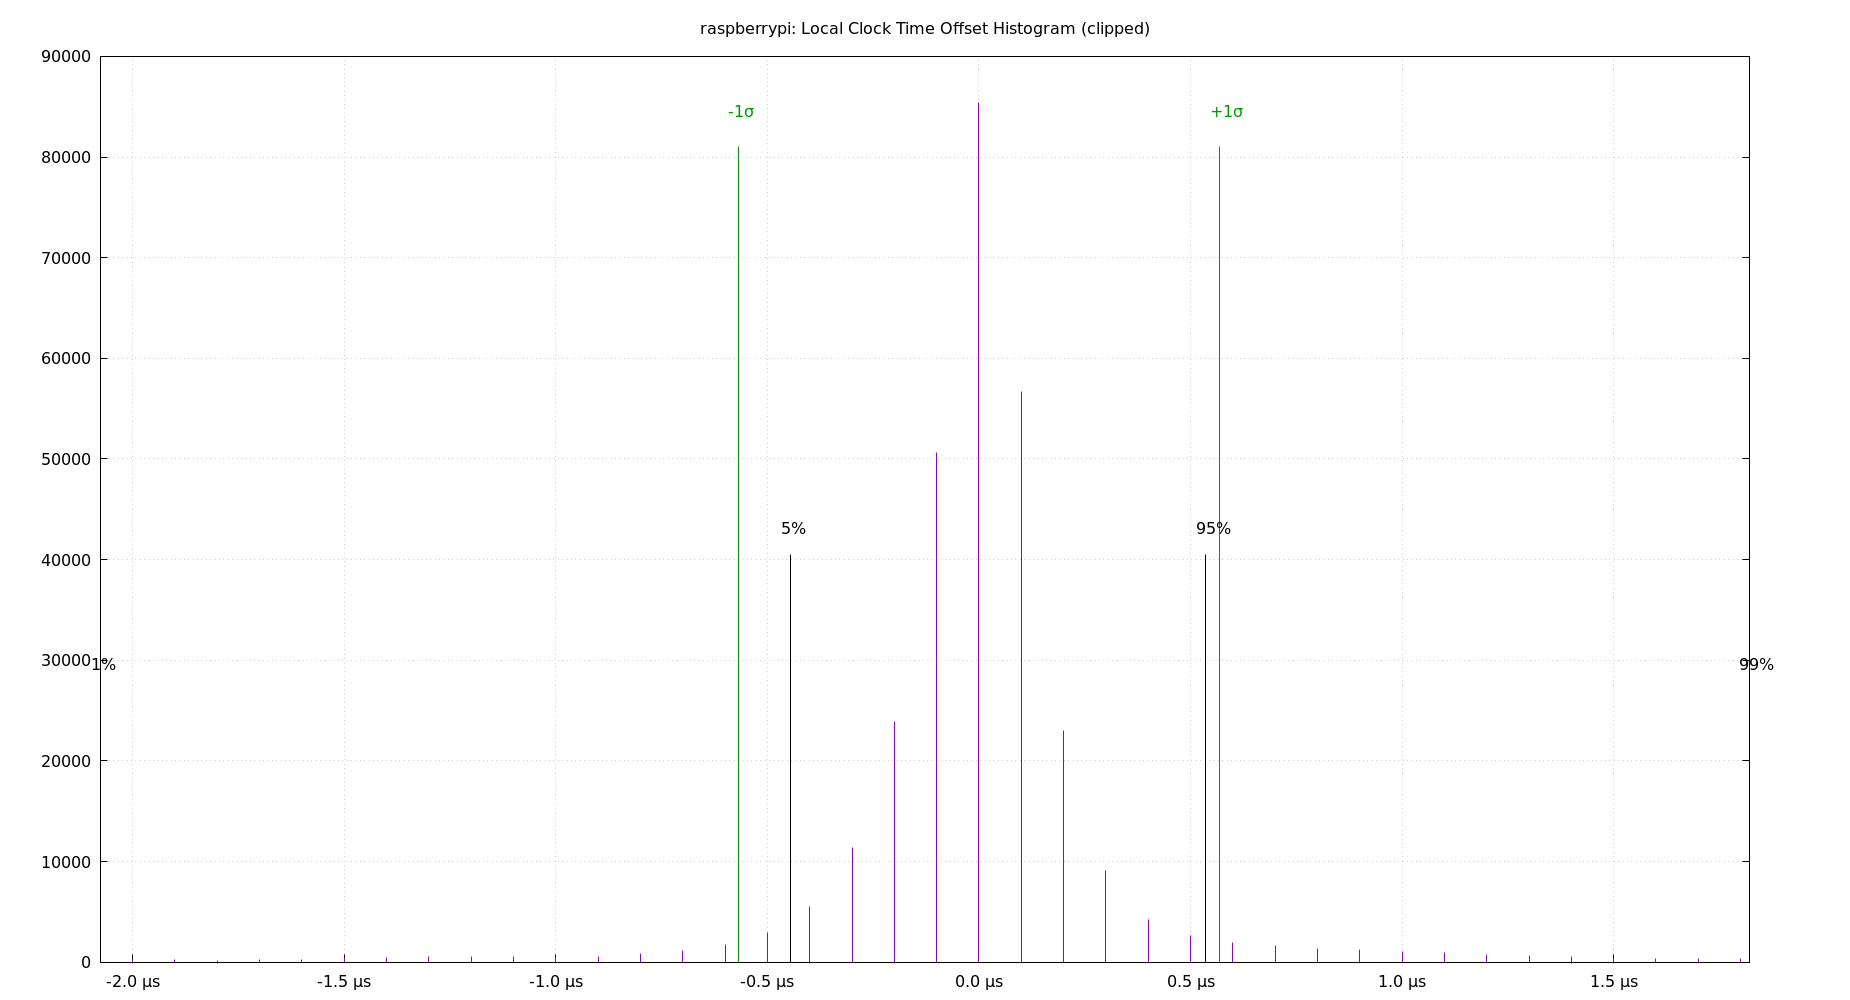 raspberrypi: Local Clock Time Offset Histogram (clipped)
90000
-1σ
+1σ
80000
70000
60000
50000
5%
95%
40000
30000
1%
99%
20000
10000
0
-2.0 µs
-1.5 µs
-1.0 µs
-0.5 µs
0.0 µs
0.5 µs
1.0 µs
1.5 µs